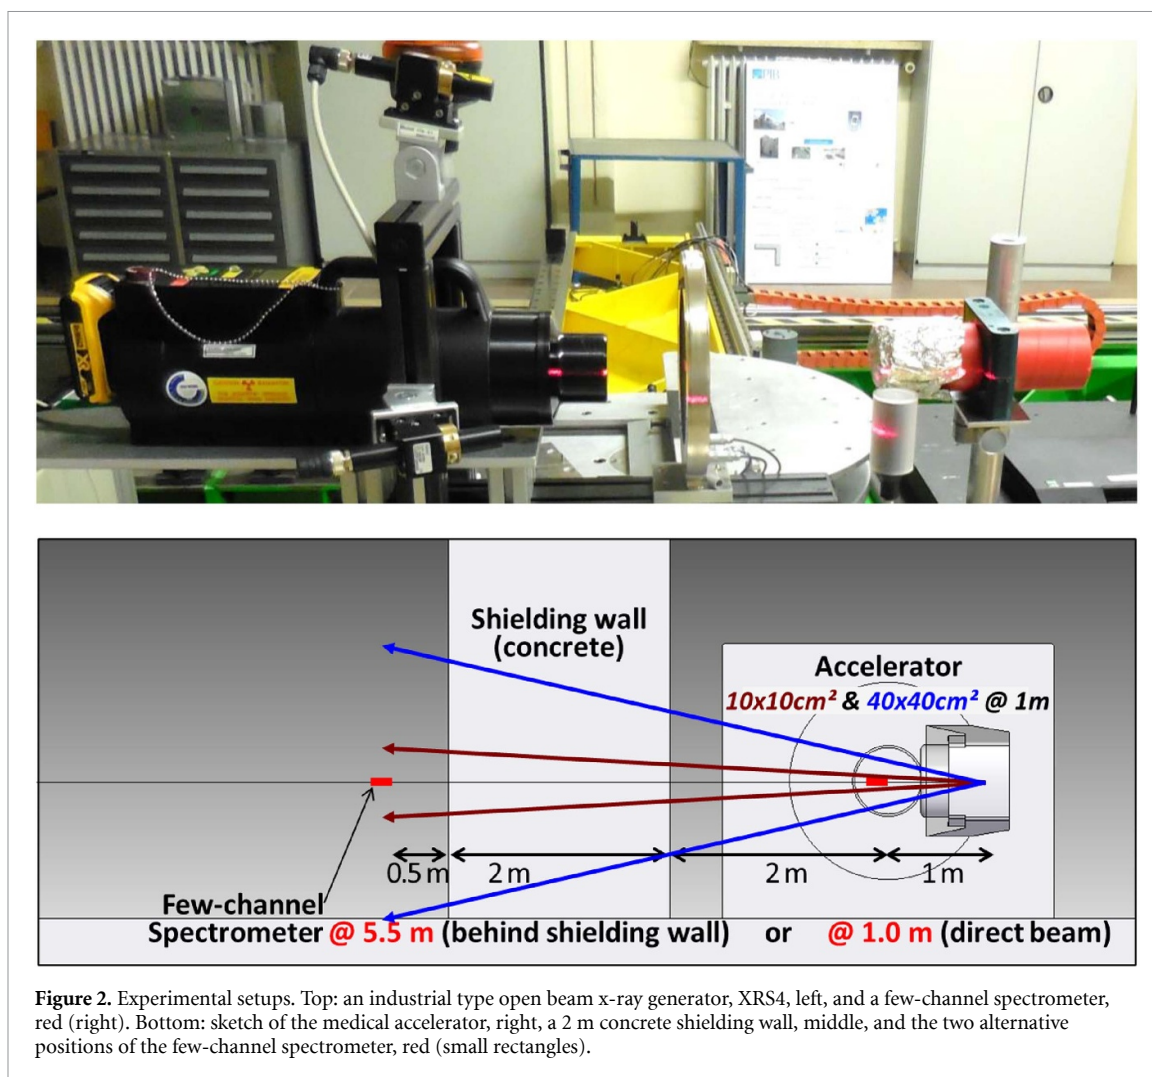 PTB
Shielding wall
(concrete)
Accelerator
10x10cm² & 40x40cm² @ 1m
0.5 m
2 m
2 m
1 m
Few-channel
Spectrometer @ 5.5 m (behind shielding wall) or @ 1.0 m (direct beam)
Figure 2. Experimental setups. Top: an industrial type open beam x-ray generator, XRS4, left, and a few-channel spectrometer,
red (right). Bottom: sketch of the medical accelerator, right, a 2 m concrete shielding wall, middle, and the two alternative
positions of the few-channel spectrometer, red (small rectangles).